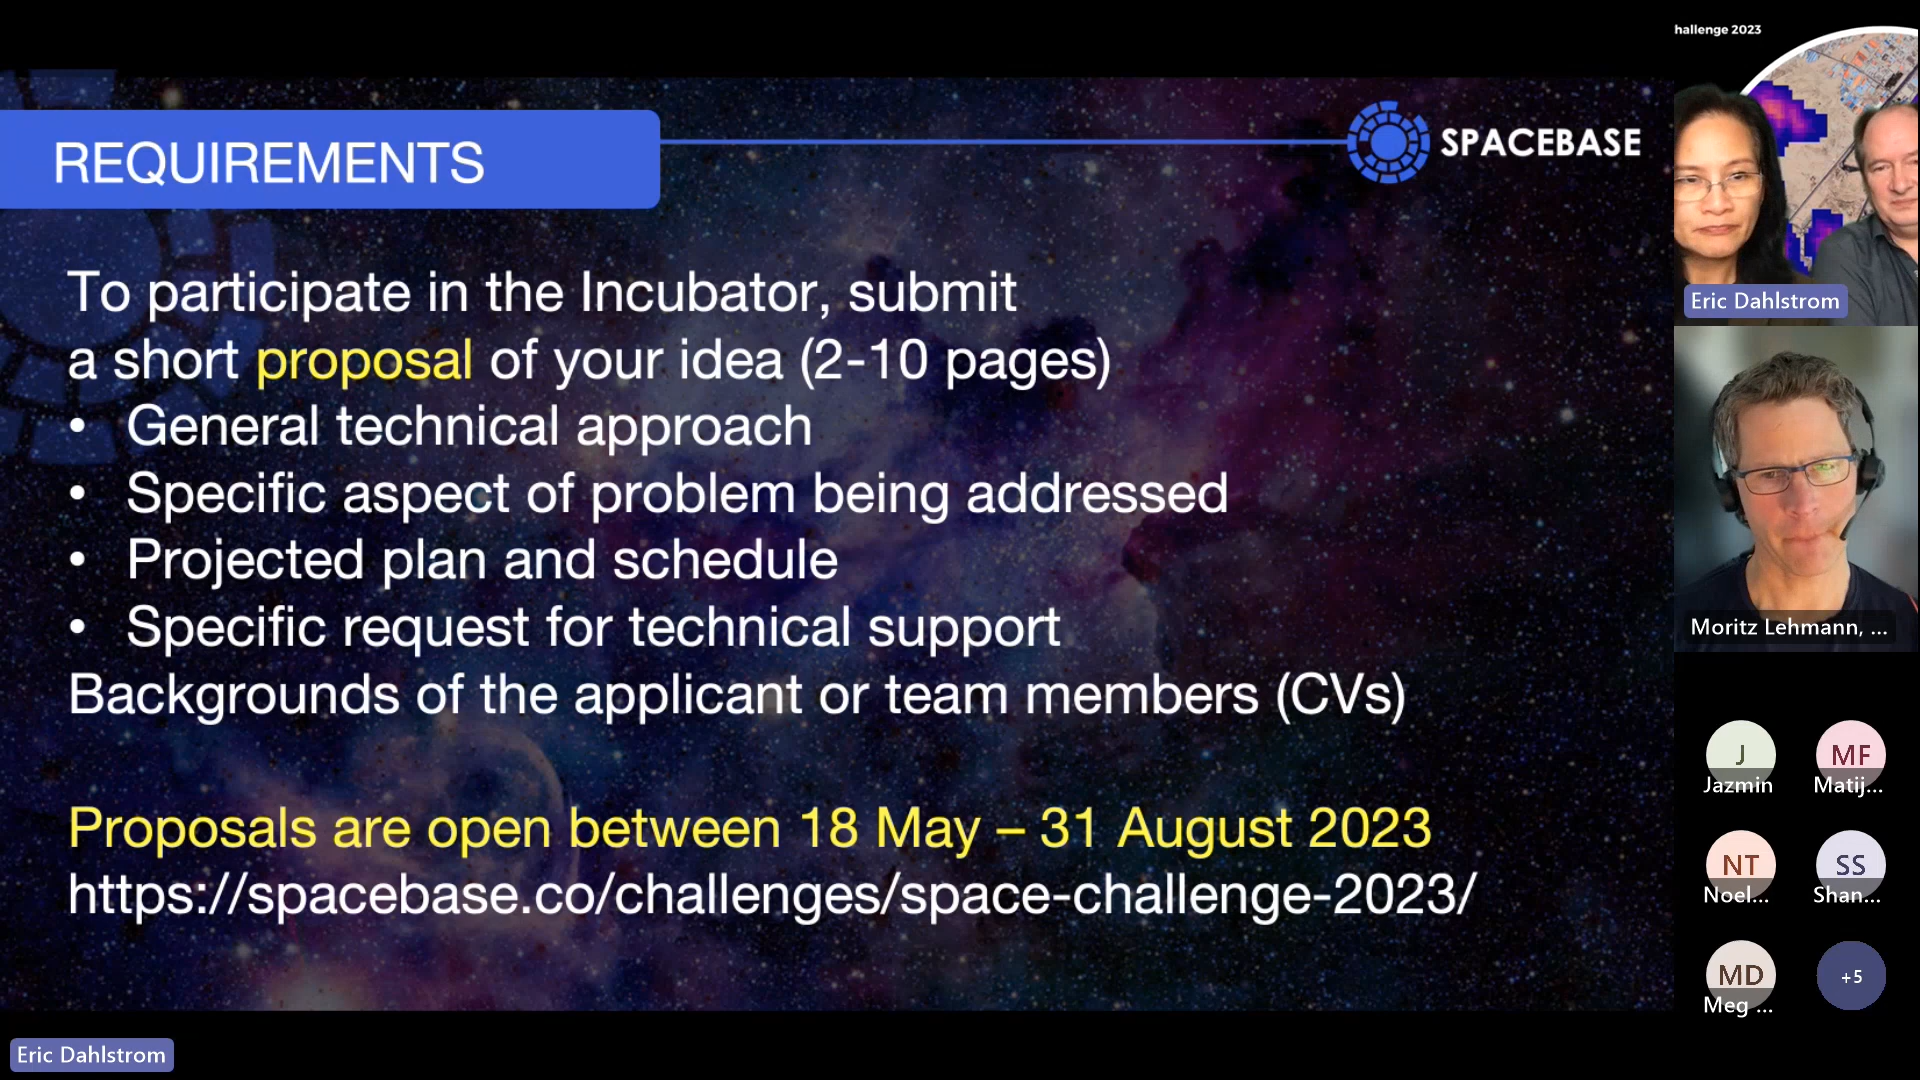 hallenge 2023
REQUIREMENTS
SPACEBASE
To participate in the Incubator, submit
a short proposal of your idea (2-10 pages)
• General technical approach
• Specific aspect of problem being addressed
• Projected plan and schedule
• Specific request for technical support
Backgrounds of the applicant or team members (CVs)
Proposals are open between 18 May – 31 August 2023
https://spacebase.co/challenges/space-challenge-2023/
Eric Dahlstrom
Eric Dahlstrom
Moritz Lehmann, ...
J
Jazmin
MF
Matij...
NT
Noel...
SS
Shan...
MD
Meg ...
+5